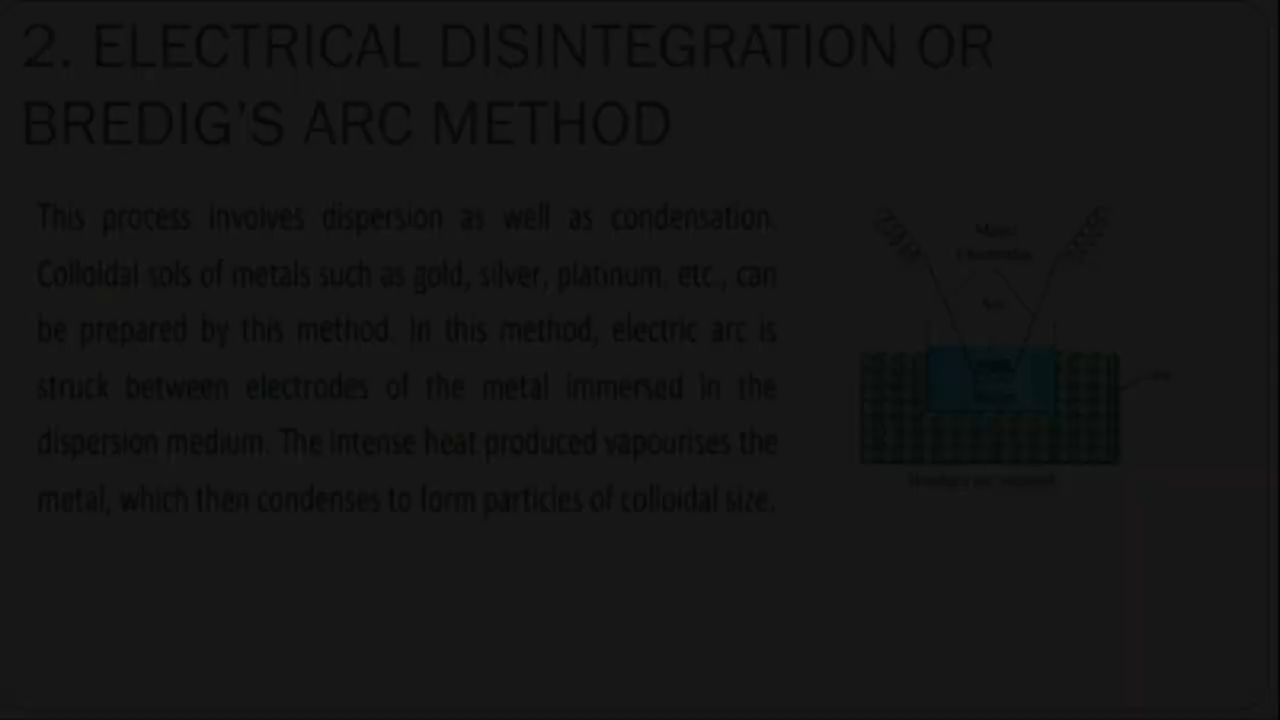 2. ELECTRICAL DISINTEGRATION OR
BREDIG'S ARC METHOD
This process involves dispersion as well as condensation.
Colloidal sols of metals such as gold, silver, platinum, etc., can
be prepared by this method. In this method, electric arc is
struck between electrodes of the metal immersed in the
dispersion medium. The intense heat produced vapourises the
metal, which then condenses to form particles of colloidal size.